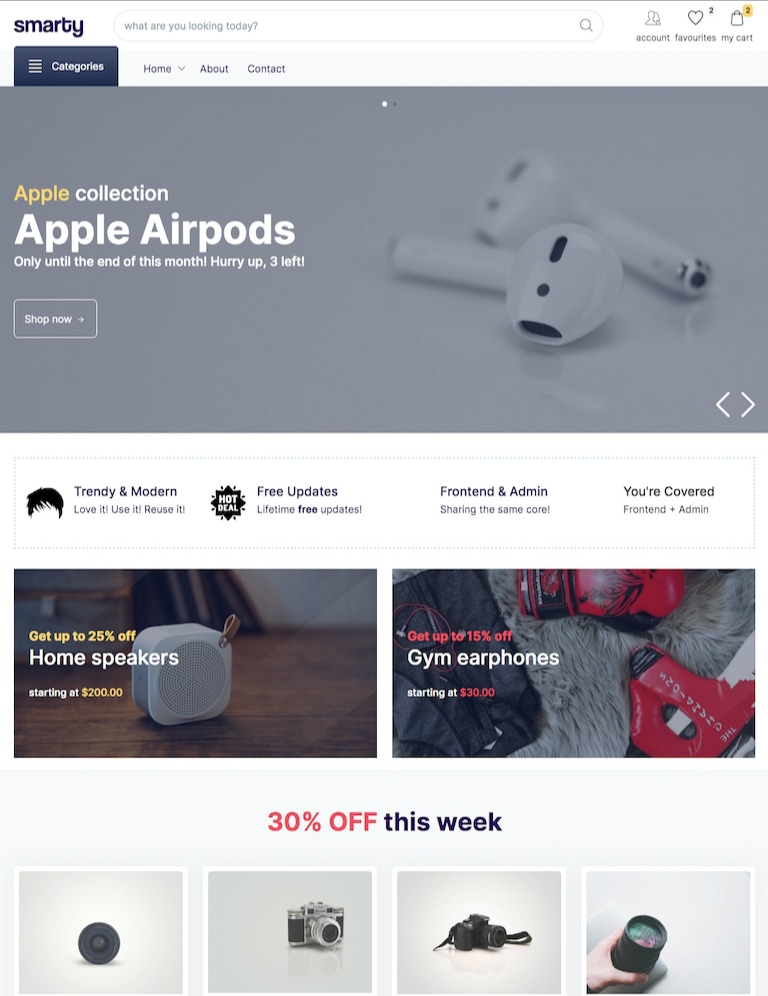 smarty
what are you looking today?
2
2
account favourites my cart
Categories
Home About Contact
Apple collection
Apple Airpods
Only until the end of this month! Hurry up, 3 left!
Shop now →
Trendy & Modern
Love it! Use it! Reuse it!
HOT
DEAL
Free Updates
Lifetime free updates!
Frontend & Admin
Sharing the same core!
You're Covered
Frontend + Admin
Get up to 25% off
Home speakers
starting at $200.00
Get up to 15% off
Gym earphones
starting at $30.00
THE
30% OFF this week